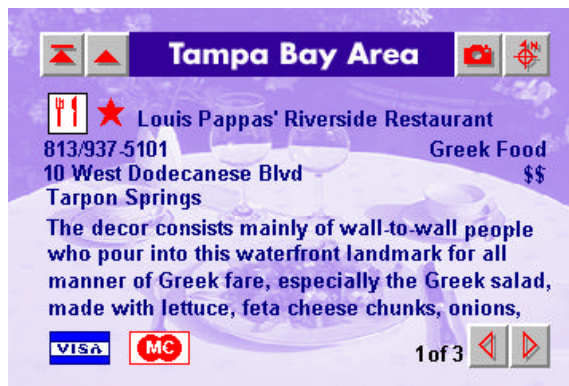 Tampa Bay Area
N
Louis Pappas' Riverside Restaurant
813/937-5101 Greek Food
10 West Dodecanese Blvd $$
Tarpon Springs
The decor consists mainly of wall-to-wall people
who pour into this waterfront landmark for all
manner of Greek fare, especially the Greek salad,
made with lettuce, feta cheese chunks, onions,
VISA MC 1 of 3